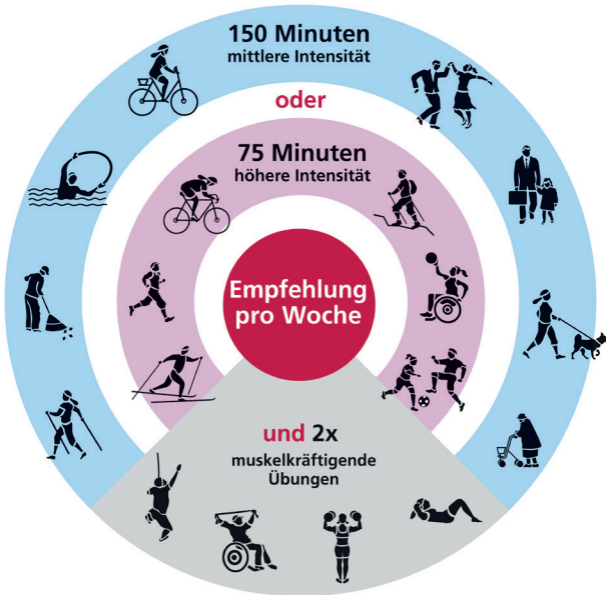 150 Minuten
mittlere Intensität
oder
75 Minuten
höhere Intensität
Empfehlung
pro Woche
und 2x
muskelkräftigende
Übungen